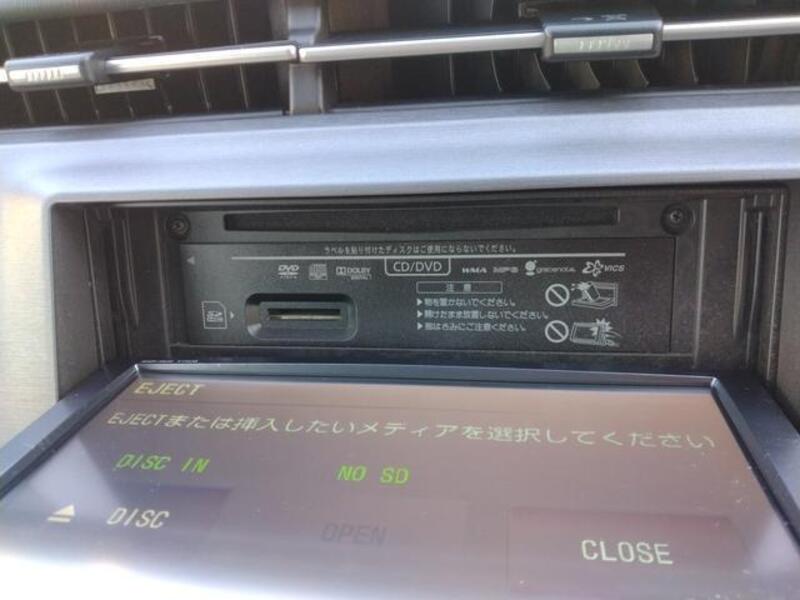 ラベルを貼り付けたディスクはご使用にならないでください。
DVD VIDEO DOLBY DIGITAL CD/DVD WMA MP3 gracenote VICS
注 意
▶物を置かないでください。
▶開けたまま放置しないでください。
▶指はさみにご注意ください。
EJECT
EJECTまたは挿入したいメディアを選択してください
DISC IN NO SD
DISC OPEN CLOSE